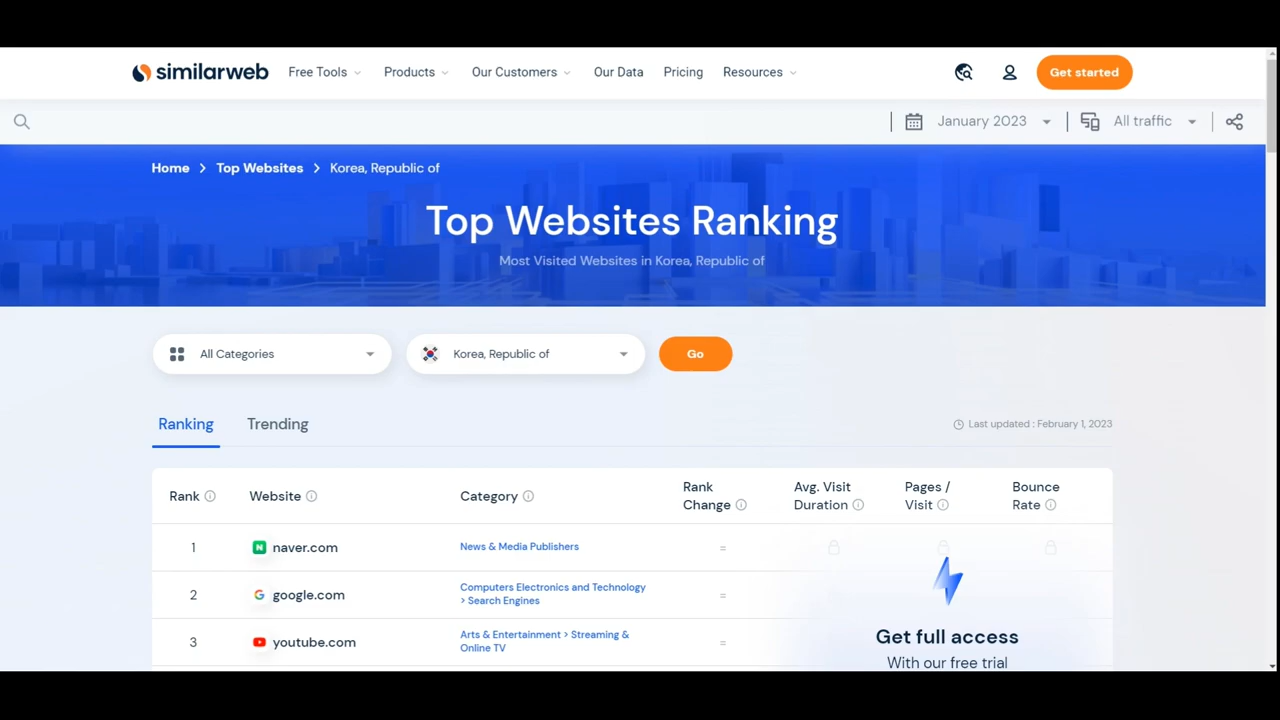 similarweb Free Tools Products Our Customers Our Data Pricing Resources Get started
January 2023 All traffic
Home > Top Websites > Korea, Republic of
Top Websites Ranking
Most Visited Websites in Korea, Republic of
All Categories Korea, Republic of Go
Ranking Trending Last updated : February 1, 2023
Rank Website Category Rank Change Avg. Visit Duration Pages / Visit Bounce Rate
1 naver.com News & Media Publishers =
2 google.com Computers Electronics and Technology > Search Engines =
3 youtube.com Arts & Entertainment > Streaming & Online TV =
Get full access
With our free trial